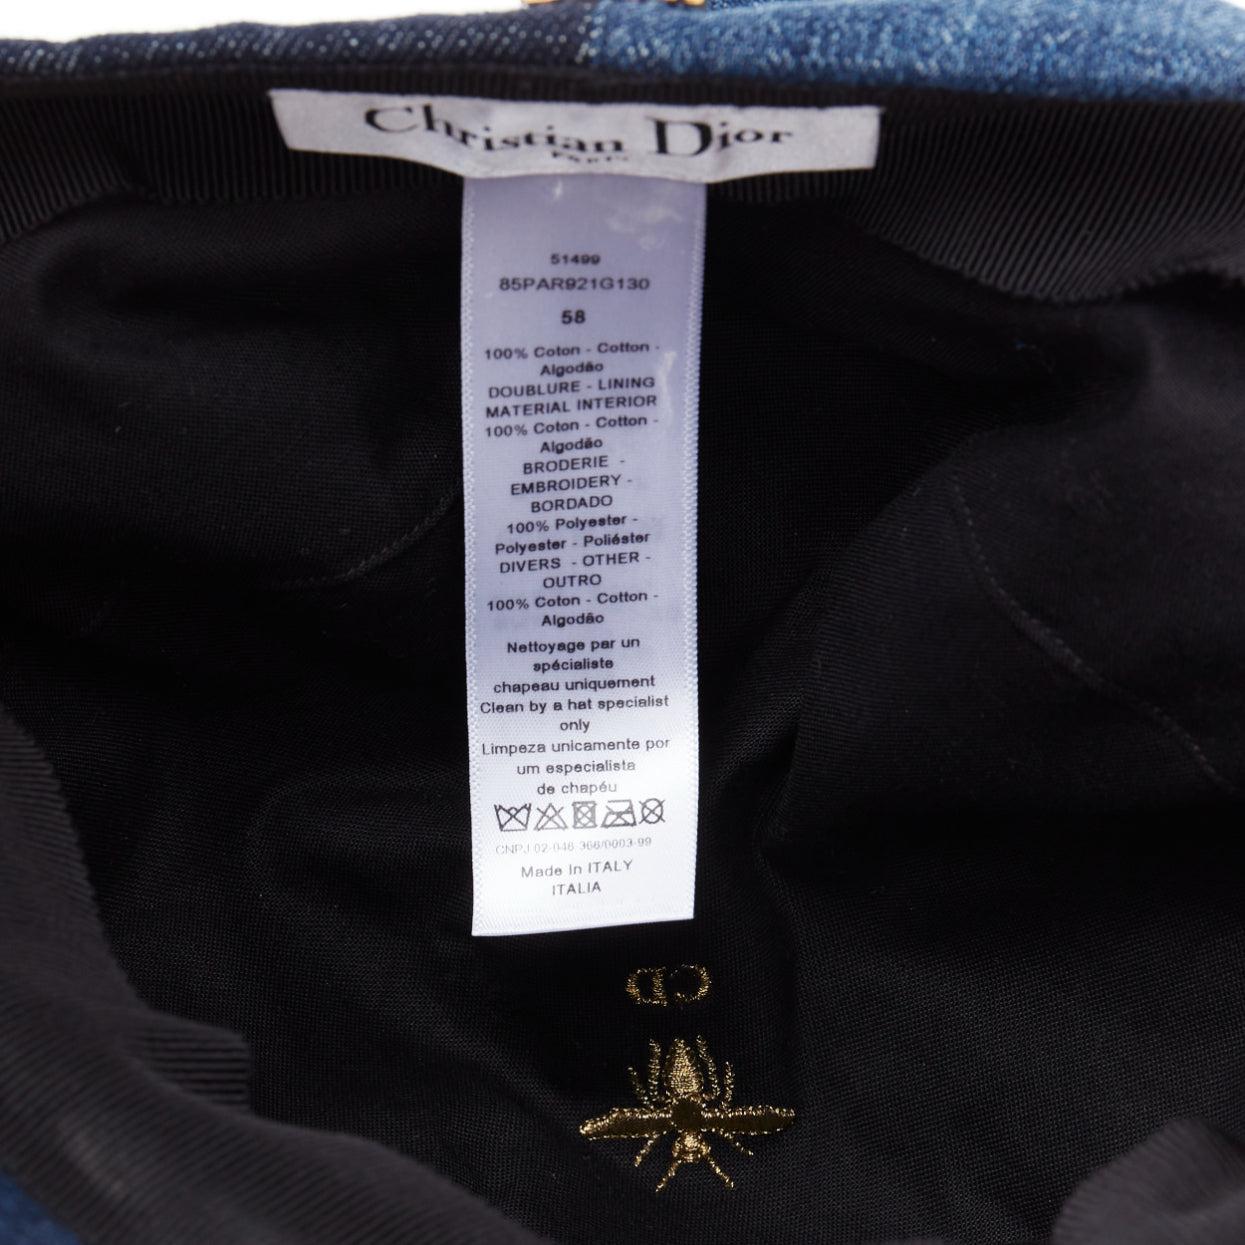 Christian Dior
PARIS
51499
85PAR921G130
58
100% Coton - Cotton -
Algodão
DOUBLURE - LINING
MATERIAL INTERIOR
100% Coton - Cotton -
Algodão
BRODERIE -
EMBROIDERY -
BORDADO
100% Polyester -
Polyester - Poliéster
DIVERS - OTHER -
OUTRO
100% Coton - Cotton -
Algodão
Nettoyage par un
spécialiste
chapeau uniquement
Clean by a hat specialist
only
Limpeza unicamente por
um especialista
de chapéu
CNPJ 02-046-366/0003-99
Made In ITALY
ITALIA
CD